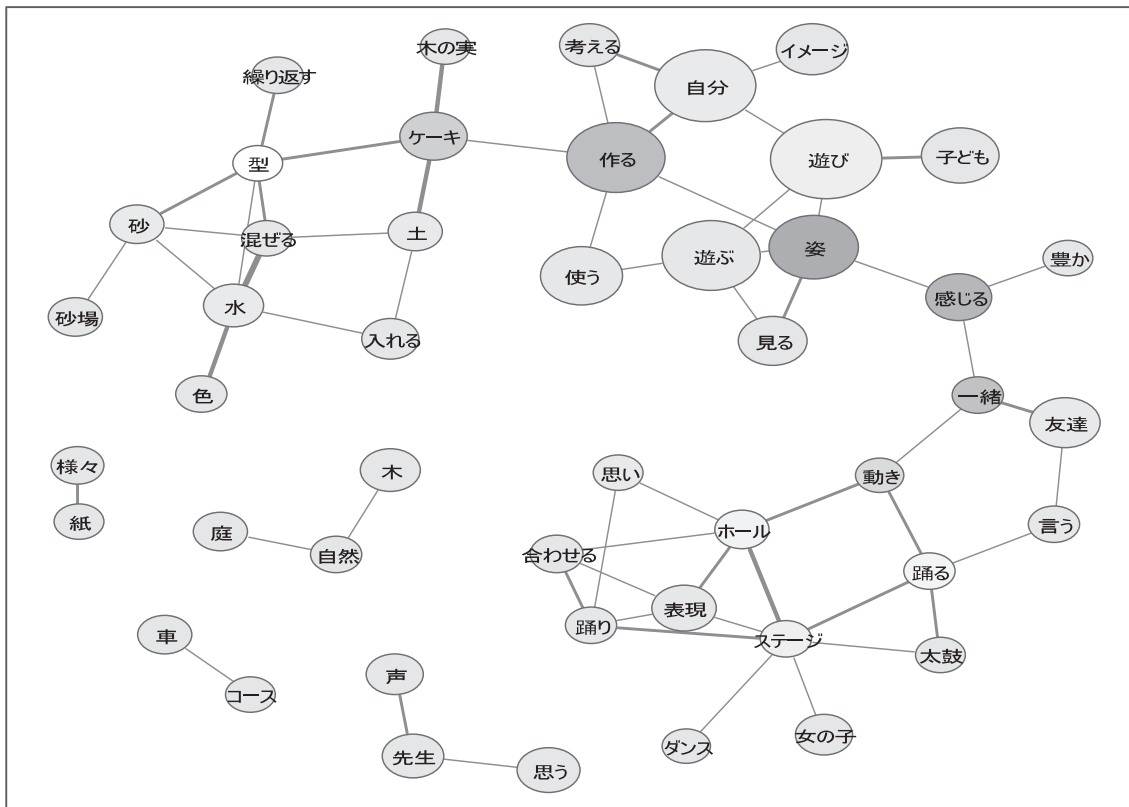 木の実
考える
イメージ
繰り返す
自分
ケーキ
作る
遊び
子ども
型
砂
混ぜる
土
遊ぶ
姿
豊か
使う
感じる
水
砂場
入れる
見る
色
一緒
友達
様々
木
思い
動き
紙
庭
自然
ホール
言う
合わせる
踊る
表現
車
踊り
ステージ
太鼓
声
コース
ダンス
女の子
先生
思う